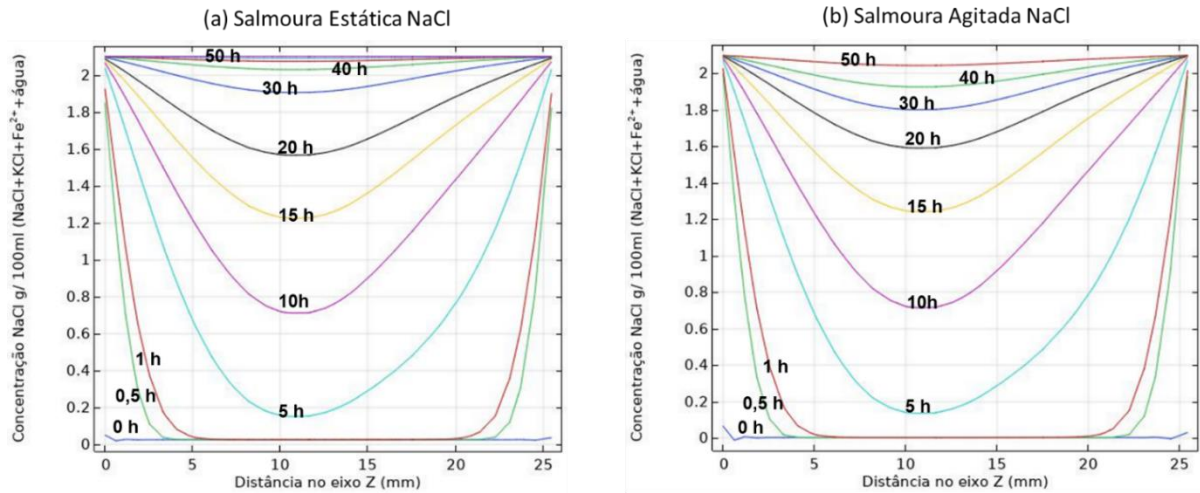 (a) Salmoura Estática NaCl
Concentração NaCl g/ 100ml (NaCl+KCl+Fe²⁺+água)
2
1.8
1.6
1.4
1.2
1
0.8
0.6
0.4
0.2
0
50 h
40 h
30 h
20 h
15 h
10h
5 h
1 h
0,5 h
0 h
0 5 10 15 20 25
Distância no eixo Z (mm)
(b) Salmoura Agitada NaCl
Concentração NaCl g/ 100ml (NaCl+KCl+Fe²⁺+água)
2
1.8
1.6
1.4
1.2
1
0.8
0.6
0.4
0.2
0
50 h
40 h
30 h
20 h
15 h
10h
5 h
1 h
0,5 h
0 h
0 5 10 15 20 25
Distância no eixo Z (mm)